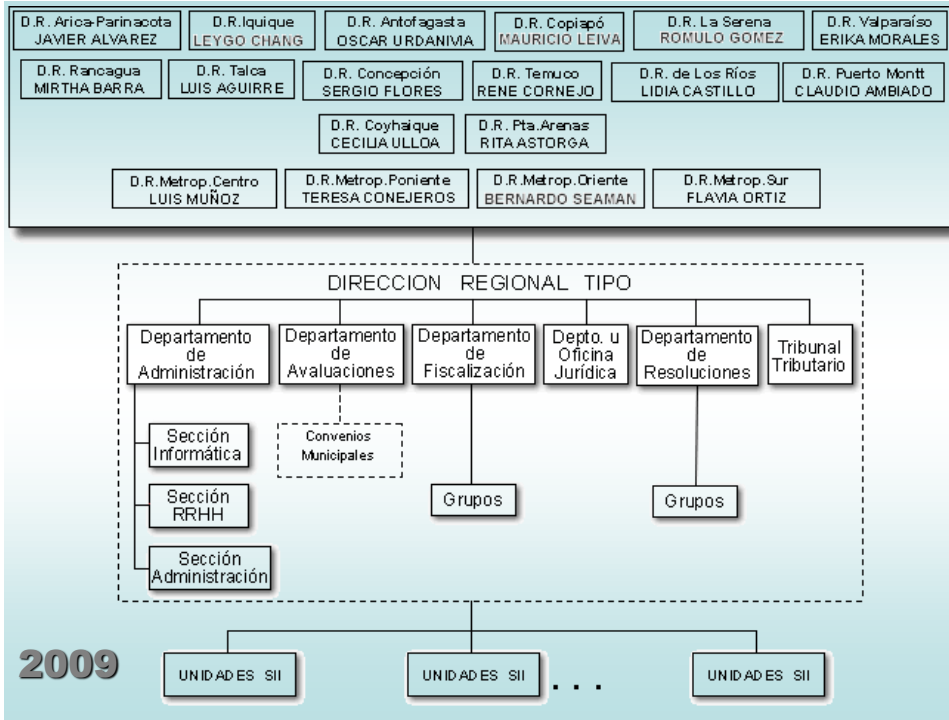 D.R. Arica-Parinacota
JAVIER ALVAREZ
D.R.Iquique
LEYGO CHANG
D.R. Antofagasta
OSCAR URDANIVIA
D.R. Copiapó
MAURICIO LEIVA
D.R. La Serena
ROMULO GOMEZ
D.R. Valparaíso
ERIKA MORALES
D.R. Rancagua
MIRTHA BARRA
D.R. Talca
LUIS AGUIRRE
D.R. Concepción
SERGIO FLORES
D.R. Temuco
RENE CORNEJO
D.R. de Los Ríos
LIDIA CASTILLO
D.R. Puerto Montt
CLAUDIO AMBIADO
D.R. Coyhaique
CECILIA ULLOA
D.R. Pta.Arenas
RITA ASTORGA
D.R.Metrop.Centro
LUIS MUÑOZ
D.R.Metrop.Poniente
TERESA CONEJEROS
D.R.Metrop.Oriente
BERNARDO SEAMAN
D.R.Metrop.Sur
FLAVIA ORTIZ
DIRECCION REGIONAL TIPO
Departamento
de
Administración
Departamento
de
Avaluaciones
Departamento
de
Fiscalización
Depto. u
Oficina
Jurídica
Departamento
de
Resoluciones
Tribunal
Tributario
Sección
Informática
Convenios
Municipales
Sección
RRHH
Grupos
Grupos
Sección
Administración
2009
UNIDADES SII
UNIDADES SII
. . .
UNIDADES SII